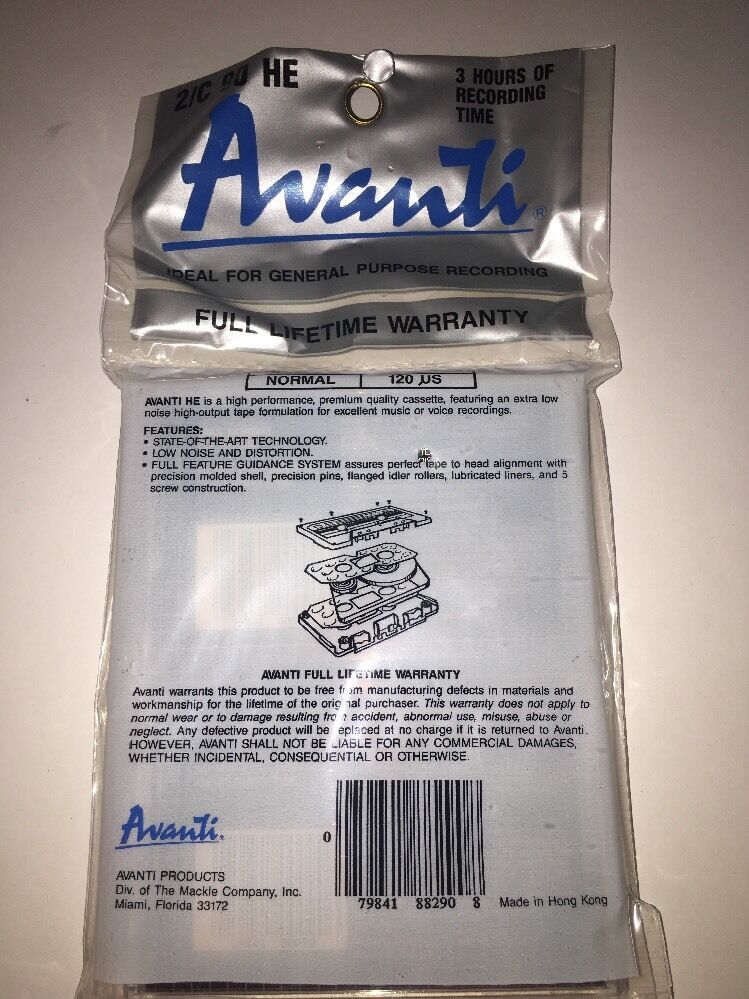 2/C 90 HE
3 HOURS OF
RECORDING
TIME
Avanti®
IDEAL FOR GENERAL PURPOSE RECORDING
FULL LIFETIME WARRANTY
NORMAL 120 µS
AVANTI HE is a high performance, premium quality cassette, featuring an extra low
noise high-output tape formulation for excellent music or voice recordings.
FEATURES:
• STATE-OF-THE-ART TECHNOLOGY.
• LOW NOISE AND DISTORTION.
• FULL FEATURE GUIDANCE SYSTEM assures perfect tape to head alignment with
precision molded shell, precision pins, flanged idler rollers, lubricated liners, and 5
screw construction.
AVANTI FULL LIFETIME WARRANTY
Avanti warrants this product to be free from manufacturing defects in materials and
workmanship for the lifetime of the original purchaser. This warranty does not apply to
normal wear or to damage resulting from accident, abnormal use, misuse, abuse or
neglect. Any defective product will be replaced at no charge if it is returned to Avanti.
HOWEVER, AVANTI SHALL NOT BE LIABLE FOR ANY COMMERCIAL DAMAGES,
WHETHER INCIDENTAL, CONSEQUENTIAL OR OTHERWISE.
Avanti.
AVANTI PRODUCTS
Div. of The Mackle Company, Inc.
Miami, Florida 33172
0 79841 88290 8
Made in Hong Kong